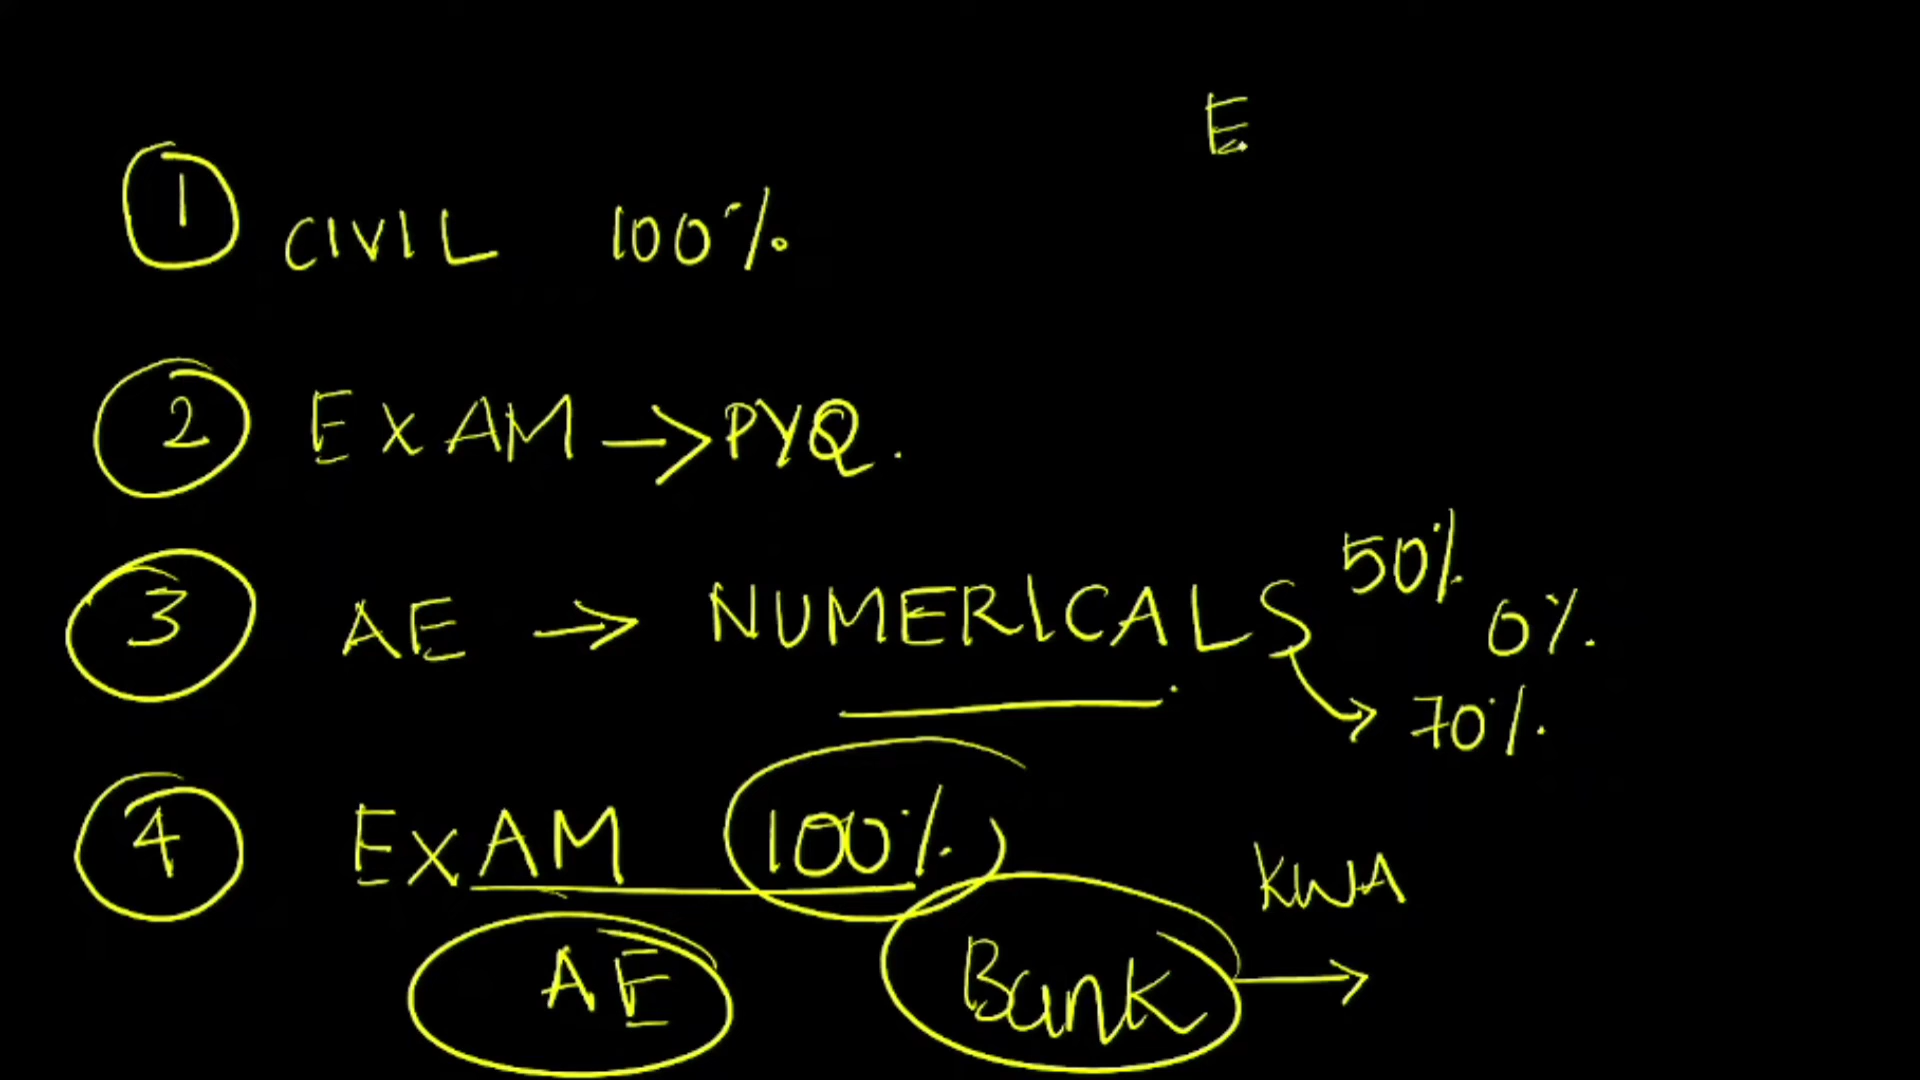 E
1 CIVIL 100%
2 EXAM → PYQ.
3 AE → NUMERICALS 50% 0%.
→ 70%.
4 EXAM 100%
KWA
AE Bank →